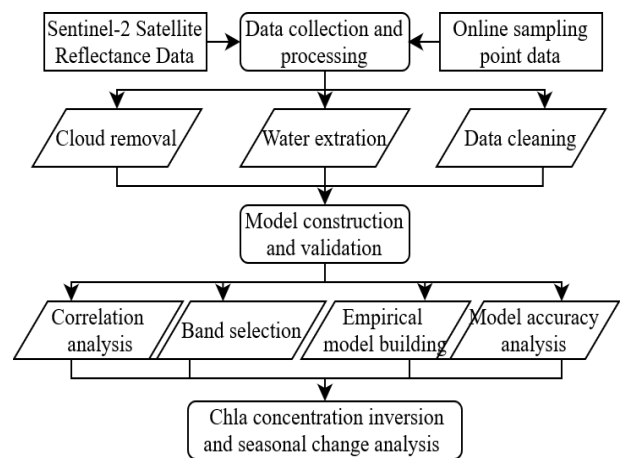 Sentinel-2 Satellite
Reflectance Data
Data collection and
processing
Online sampling
point data
Cloud removal
Water extration
Data cleaning
Model construction
and validation
Correlation
analysis
Band selection
Empirical
model building
Model accuracy
analysis
Chla concentration inversion
and seasonal change analysis